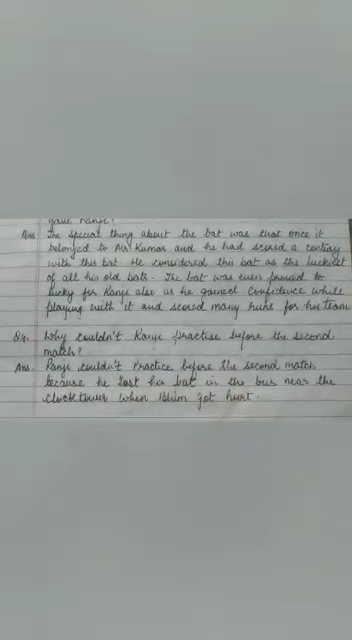 gave Ranji?
Ans. The special thing about the bat was that once it
belonged to Mr Kumar and he had scored a century
with this bat. He considered this bat as the luckiest
of all his old bats. The bat was even proved to
lucky for Ranji also as he gained confidence while
playing with it and scored many runs for his team
Q4. Why couldn't Ranji practise before the second
match?
Ans. Ranji couldn't Practice before the second match
because he lost his bat in the bus near the
clocktower when Bhim got hurt.